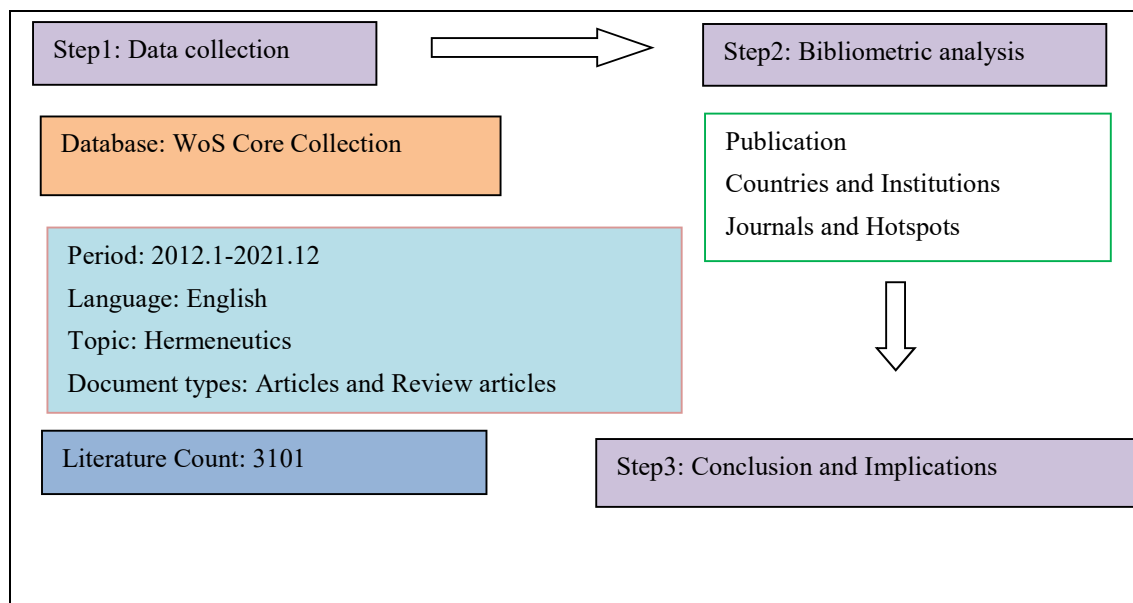 Step1: Data collection
Step2: Bibliometric analysis
Database: WoS Core Collection
Publication
Countries and Institutions
Journals and Hotspots
Period: 2012.1-2021.12
Language: English
Topic: Hermeneutics
Document types: Articles and Review articles
Literature Count: 3101
Step3: Conclusion and Implications